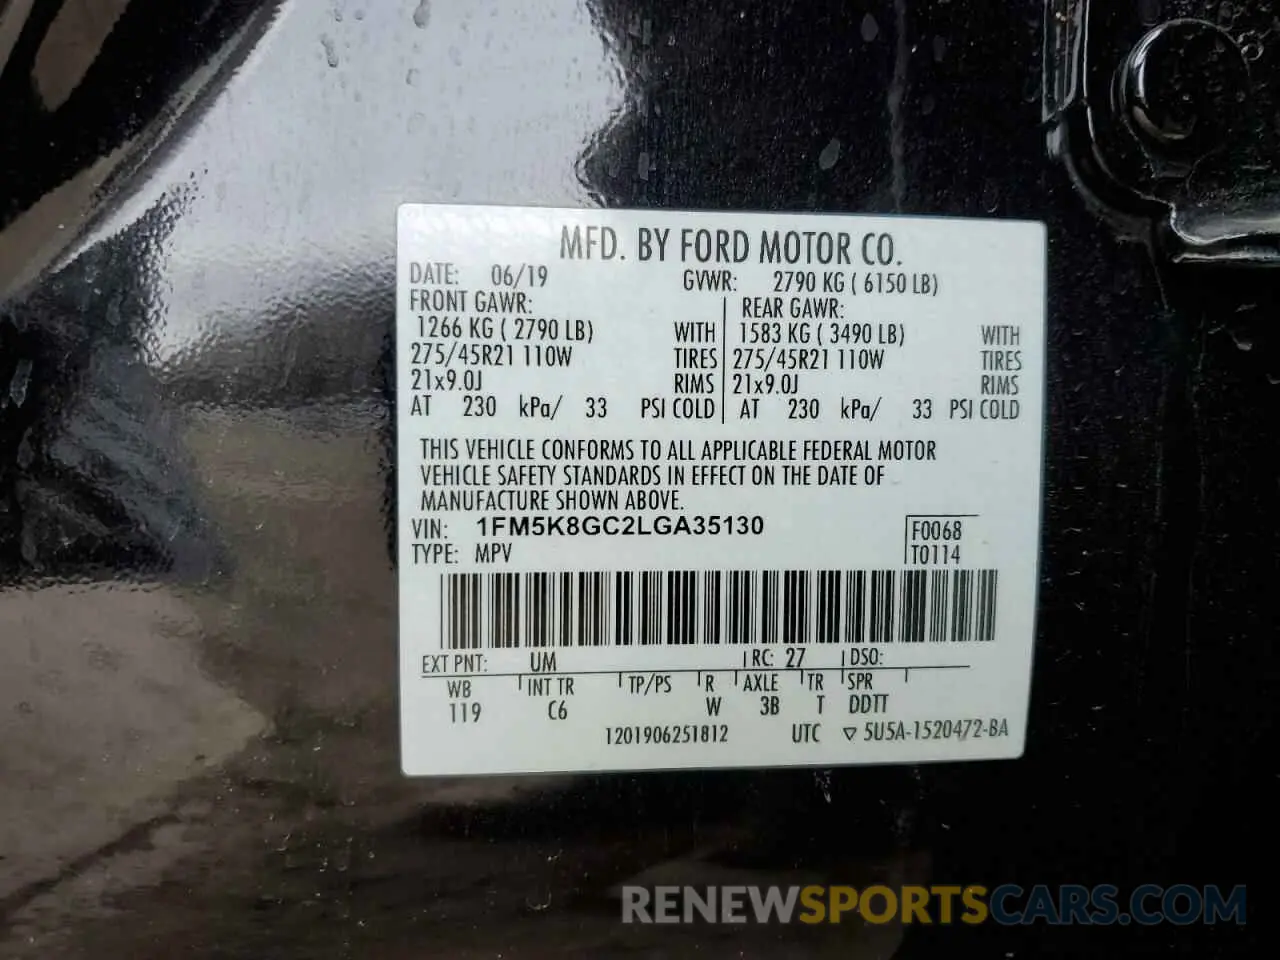 MFD. BY FORD MOTOR CO.
DATE: 06/19 GVWR: 2790 KG ( 6150 LB)
FRONT GAWR: REAR GAWR:
1266 KG ( 2790 LB) WITH 1583 KG ( 3490 LB) WITH
275/45R21 110W TIRES 275/45R21 110W TIRES
21x9.0J RIMS 21x9.0J RIMS
AT 230 kPa/ 33 PSI COLD AT 230 kPa/ 33 PSI COLD
THIS VEHICLE CONFORMS TO ALL APPLICABLE FEDERAL MOTOR
VEHICLE SAFETY STANDARDS IN EFFECT ON THE DATE OF
MANUFACTURE SHOWN ABOVE.
VIN: 1FM5K8GC2LGA35130 F0068
TYPE: MPV T0114
EXT PNT: UM RC: 27 DSO:
WB INT TR TP/PS R AXLE TR SPR
119 C6 W 3B T DDTT
1201906251812 UTC ▽ 5U5A-1520472-BA
RENEWSPORTSCARS.COM